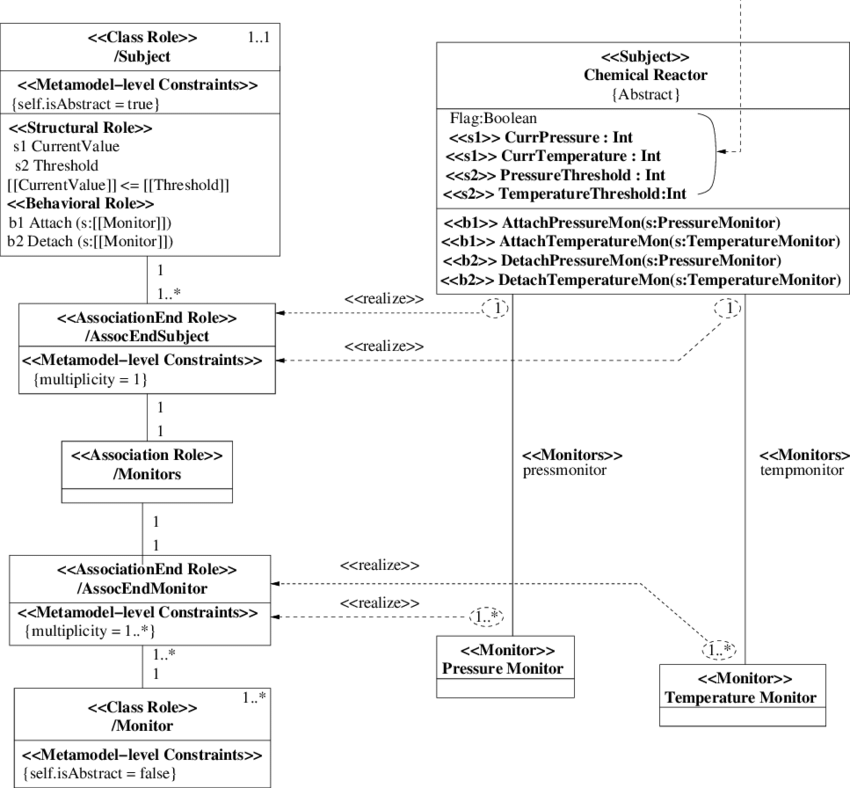 <<Class Role>> 1..1
/Subject
<<Metamodel−level Constraints>>
{self.isAbstract = true}
<<Structural Role>>
s1 CurrentValue
s2 Threshold
[[CurrentValue]] <= [[Threshold]]
<<Behavioral Role>>
b1 Attach (s:[[Monitor]])
b2 Detach (s:[[Monitor]])
1
1..*
<<AssociationEnd Role>>
/AssocEndSubject
<<Metamodel−level Constraints>>
{multiplicity = 1}
1
1
<<Association Role>>
/Monitors
1
1
<<AssociationEnd Role>>
/AssocEndMonitor
<<Metamodel−level Constraints>>
{multiplicity = 1..*}
1..*
1
<<Class Role>> 1..*
/Monitor
<<Metamodel−level Constraints>>
{self.isAbstract = false}
<<realize>>
<<realize>>
<<realize>>
<<realize>>
<<Subject>>
Chemical Reactor
{Abstract}
Flag:Boolean
<<s1>> CurrPressure : Int
<<s1>> CurrTemperature : Int
<<s2>> PressureThreshold : Int
<<s2>> TemperatureThreshold:Int
<<b1>> AttachPressureMon(s:PressureMonitor)
<<b1>> AttachTemperatureMon(s:TemperatureMonitor)
<<b2>> DetachPressureMon(s:PressureMonitor)
<<b2>> DetachTemperatureMon(s:TemperatureMonitor)
1
1
<<Monitors>>
pressmonitor
<<Monitors>
tempmonitor
1..*
1..*
<<Monitor>>
Pressure Monitor
<<Monitor>>
Temperature Monitor